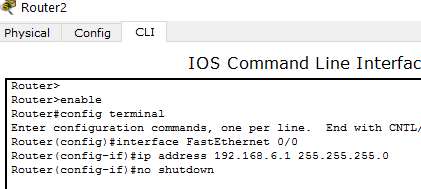 Router2
Physical Config CLI
IOS Command Line Interfac
Router>
Router>enable
Router#config terminal
Enter configuration commands, one per line.  End with CNTL/
Router(config)#interface FastEthernet 0/0
Router(config-if)#ip address 192.168.6.1 255.255.255.0
Router(config-if)#no shutdown